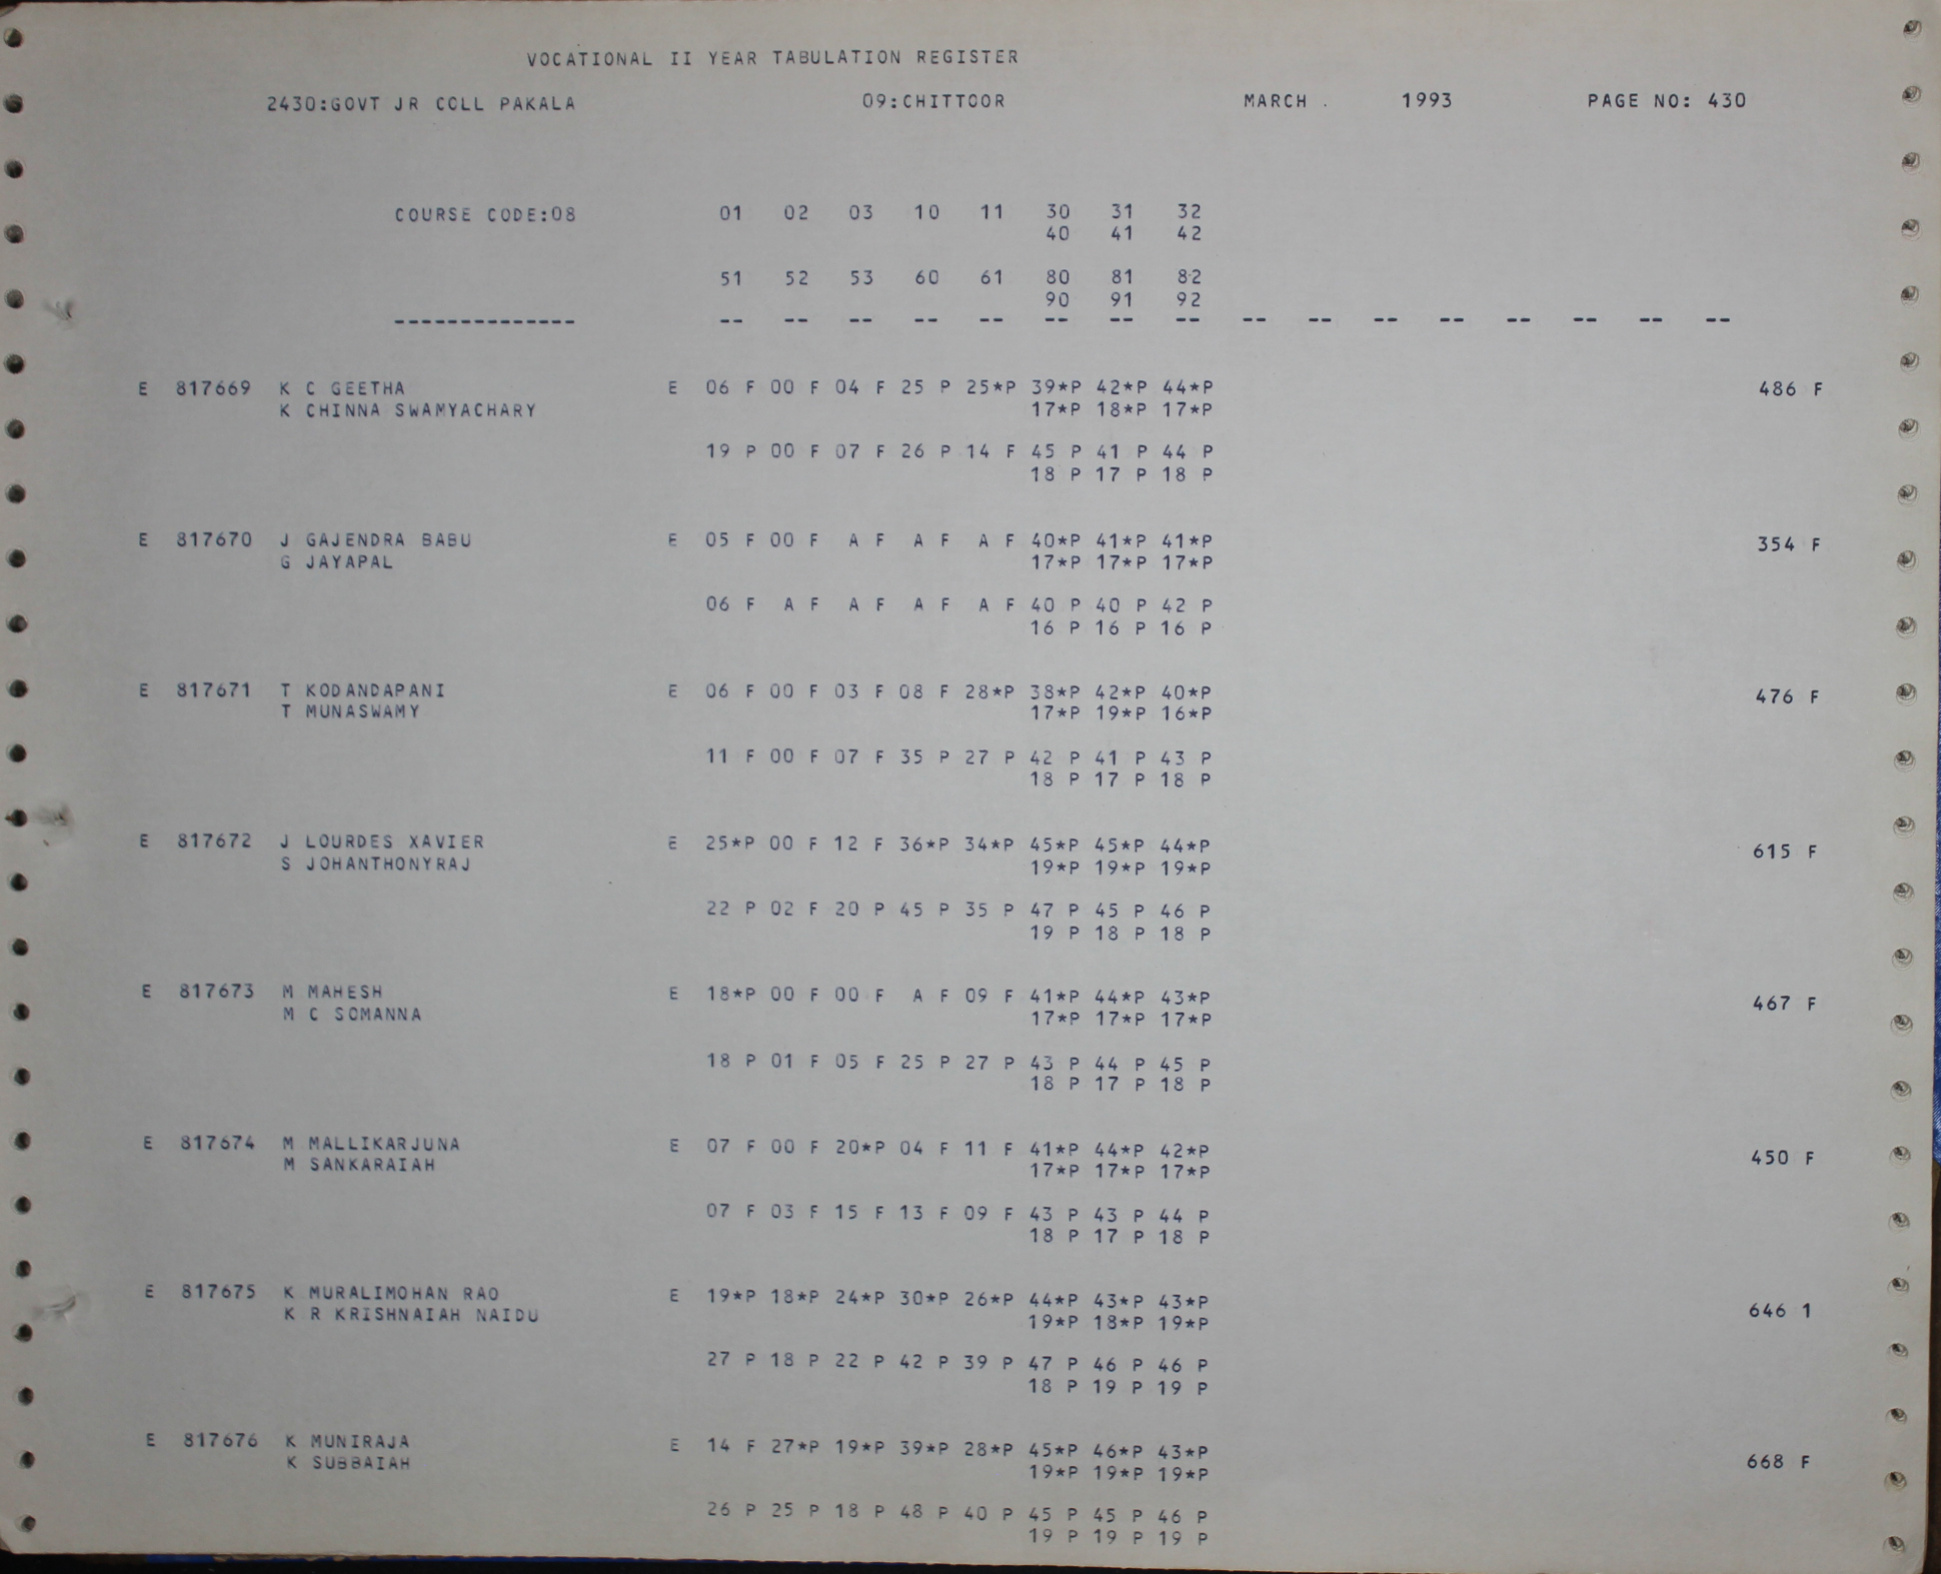 VOCATIONAL II YEAR TABULATION REGISTER
2430:GOVT JR COLL PAKALA 09:CHITTOOR MARCH . 1993 PAGE NO: 430
COURSE CODE:08 01 02 03 10 11 30 31 32
40 41 42
51 52 53 60 61 80 81 82
90 91 92
-------------- -- -- -- -- -- -- -- -- -- -- -- -- -- -- -- --
E 817669 K C GEETHA E 06 F 00 F 04 F 25 P 25*P 39*P 42*P 44*P 486 F
K CHINNA SWAMYACHARY 17*P 18*P 17*P
19 P 00 F 07 F 26 P 14 F 45 P 41 P 44 P
18 P 17 P 18 P
E 817670 J GAJENDRA BABU E 05 F 00 F A F A F A F 40*P 41*P 41*P 354 F
G JAYAPAL 17*P 17*P 17*P
06 F A F A F A F A F 40 P 40 P 42 P
16 P 16 P 16 P
E 817671 T KODANDAPANI E 06 F 00 F 03 F 08 F 28*P 38*P 42*P 40*P 476 F
T MUNASWAMY 17*P 19*P 16*P
11 F 00 F 07 F 35 P 27 P 42 P 41 P 43 P
18 P 17 P 18 P
E 817672 J LOURDES XAVIER E 25*P 00 F 12 F 36*P 34*P 45*P 45*P 44*P 615 F
S JOHANTHONYRAJ 19*P 19*P 19*P
22 P 02 F 20 P 45 P 35 P 47 P 45 P 46 P
19 P 18 P 18 P
E 817673 M MAHESH E 18*P 00 F 00 F A F 09 F 41*P 44*P 43*P 467 F
M C SOMANNA 17*P 17*P 17*P
18 P 01 F 05 F 25 P 27 P 43 P 44 P 45 P
18 P 17 P 18 P
E 817674 M MALLIKARJUNA E 07 F 00 F 20*P 04 F 11 F 41*P 44*P 42*P 450 F
M SANKARAIAH 17*P 17*P 17*P
07 F 03 F 15 F 13 F 09 F 43 P 43 P 44 P
18 P 17 P 18 P
E 817675 K MURALIMOHAN RAO E 19*P 18*P 24*P 30*P 26*P 44*P 43*P 43*P 646 1
K R KRISHNAIAH NAIDU 19*P 18*P 19*P
27 P 18 P 22 P 42 P 39 P 47 P 46 P 46 P
18 P 19 P 19 P
E 817676 K MUNIRAJA E 14 F 27*P 19*P 39*P 28*P 45*P 46*P 43*P 668 F
K SUBBAIAH 19*P 19*P 19*P
26 P 25 P 18 P 48 P 40 P 45 P 45 P 46 P
19 P 19 P 19 P